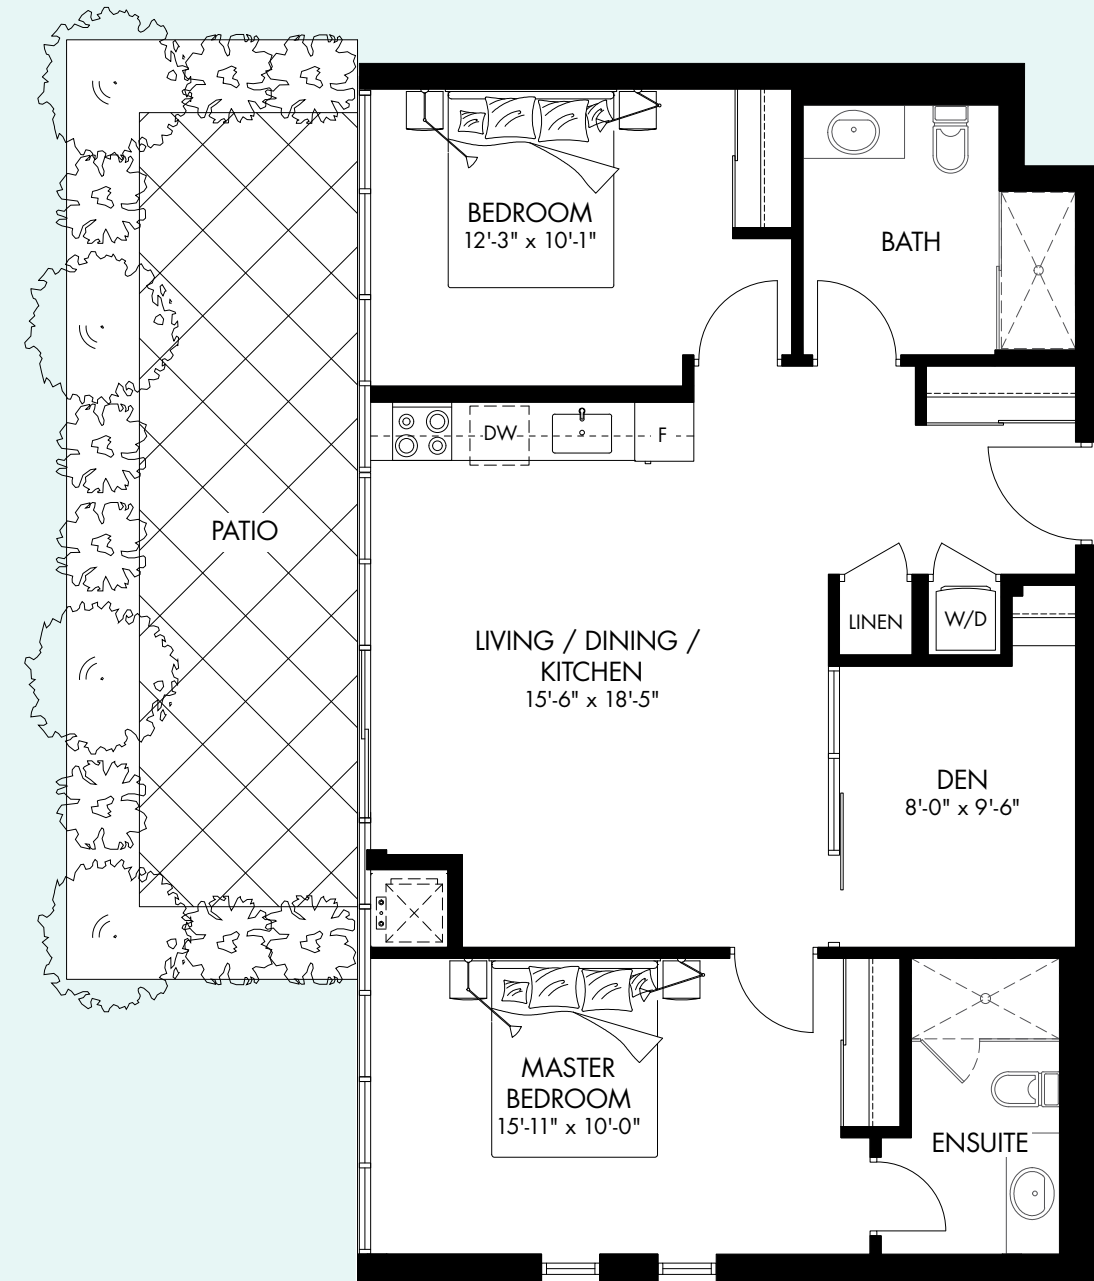 BEDROOM
12'-3" x 10'-1"
BATH
DW
F
PATIO
LIVING / DINING /
KITCHEN
15'-6" x 18'-5"
LINEN
W/D
DEN
8'-0" x 9'-6"
MASTER
BEDROOM
15'-11" x 10'-0"
ENSUITE